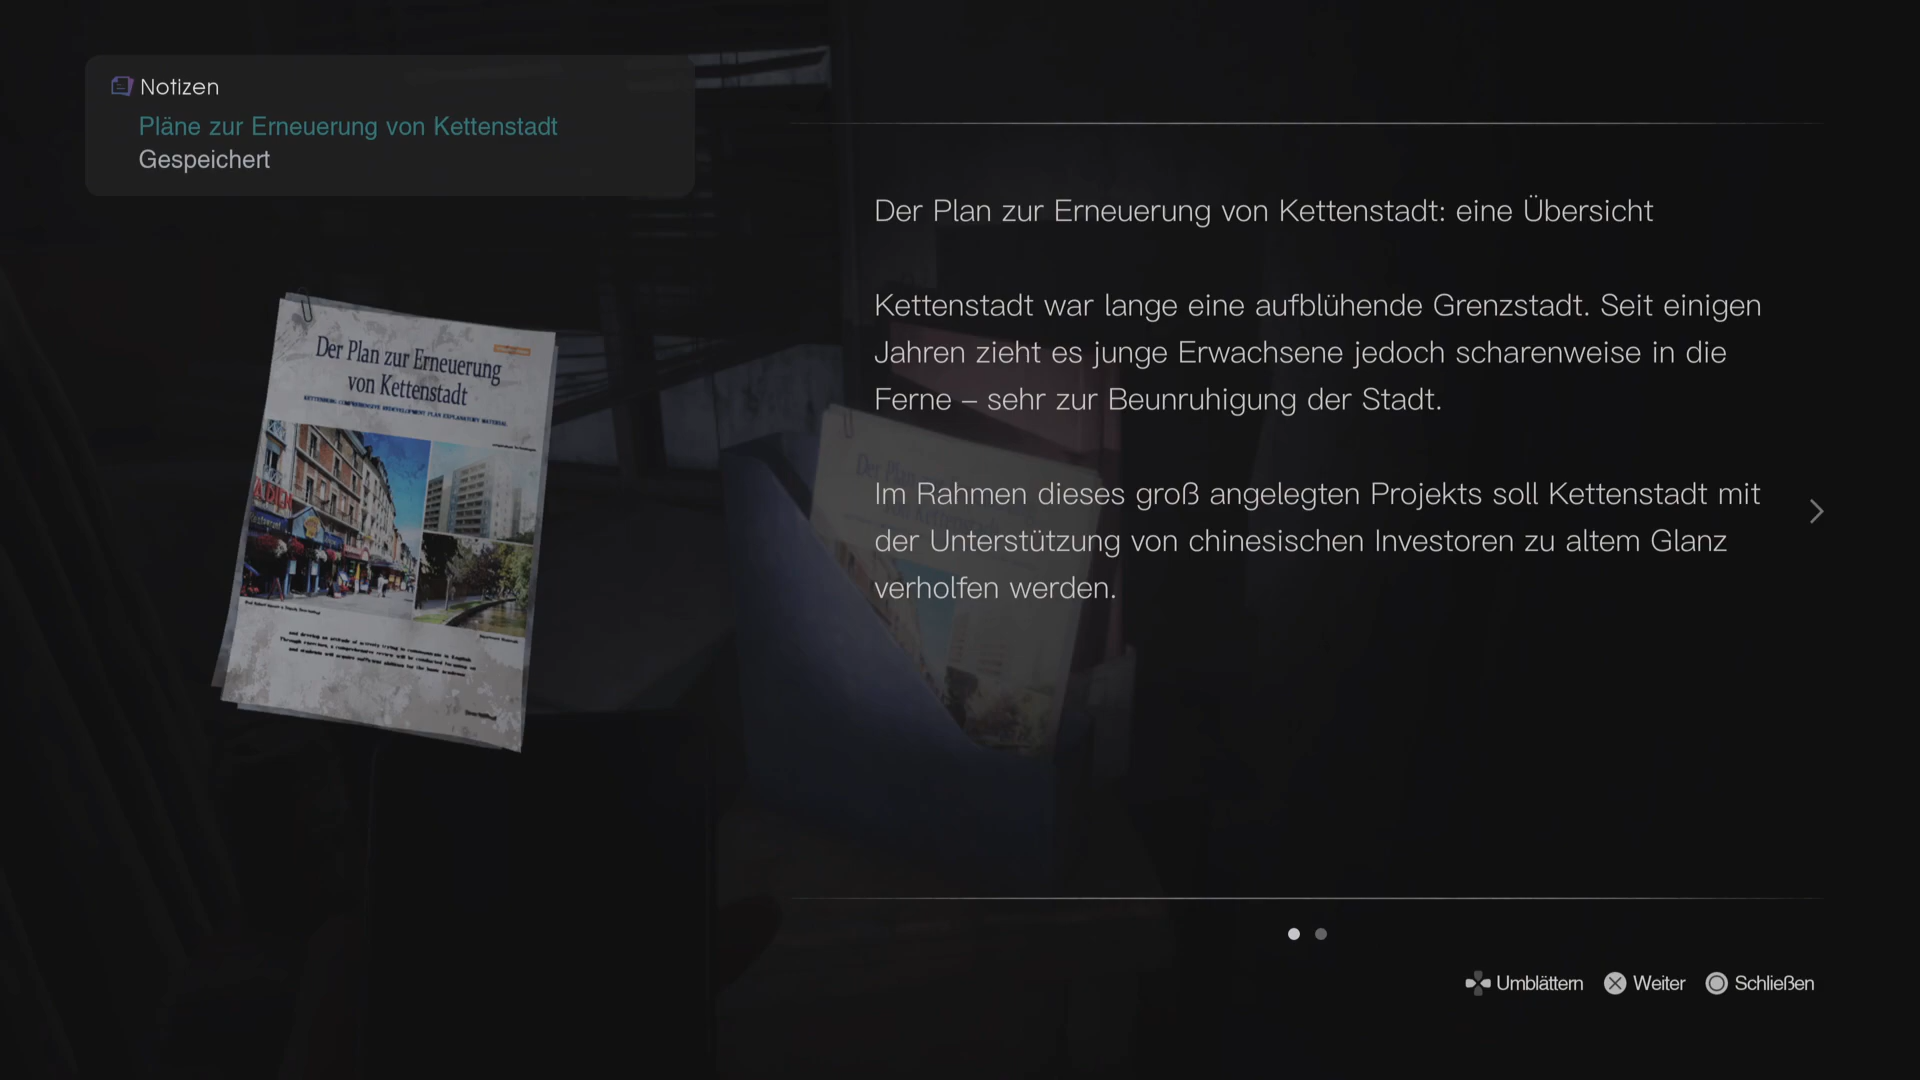 Notizen
Pläne zur Erneuerung von Kettenstadt
Gespeichert
Der Plan zur Erneuerung
von Kettenstadt
ADEN
Restaurant
Der Plan zur Erneuerung von Kettenstadt: eine Übersicht
Kettenstadt war lange eine aufblühende Grenzstadt. Seit einigen
Jahren zieht es junge Erwachsene jedoch scharenweise in die
Ferne – sehr zur Beunruhigung der Stadt.
Im Rahmen dieses groß angelegten Projekts soll Kettenstadt mit
der Unterstützung von chinesischen Investoren zu altem Glanz
verholfen werden.
Umblättern Weiter Schließen